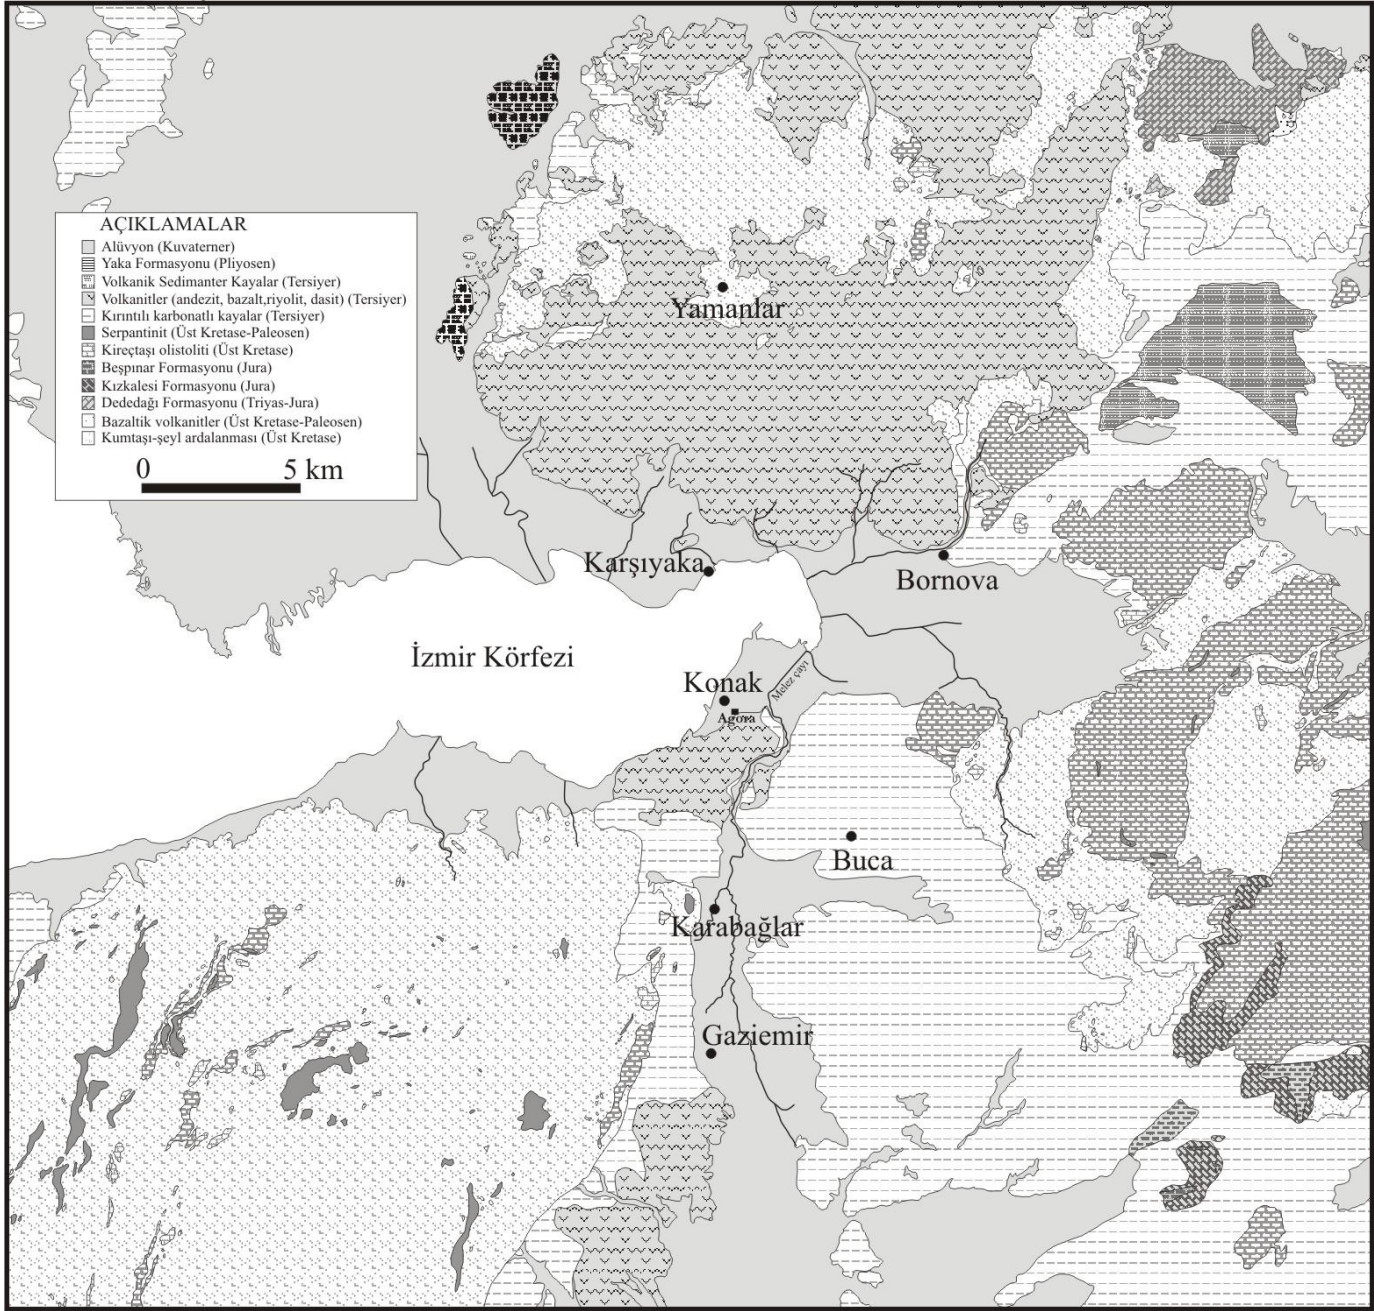 AÇIKLAMALAR
Alüvyon (Kuvaterner)
Yaka Formasyonu (Pliyosen)
Volkanik Sedimanter Kayalar (Tersiyer)
Volkanitler (andezit, bazalt,riyolit, dasit) (Tersiyer)
Kırıntılı karbonatlı kayalar (Tersiyer)
Serpantinit (Üst Kretase-Paleosen)
Kireçtaşı olistoliti (Üst Kretase)
Beşpınar Formasyonu (Jura)
Kızkalesi Formasyonu (Jura)
Dededağı Formasyonu (Triyas-Jura)
Bazaltik volkanitler (Üst Kretase-Paleosen)
Kumtaşı-şeyl ardalanması (Üst Kretase)
0 5 km
Yamanlar
Karşıyaka
Bornova
İzmir Körfezi
Konak
Melez çayı
Agora
Buca
Karabağlar
Gaziemir